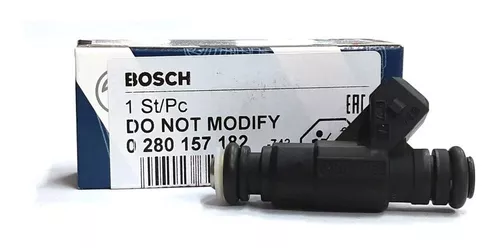 BOSCH
1 St/Pc
DO NOT MODIFY
0 280 157 182
EAC